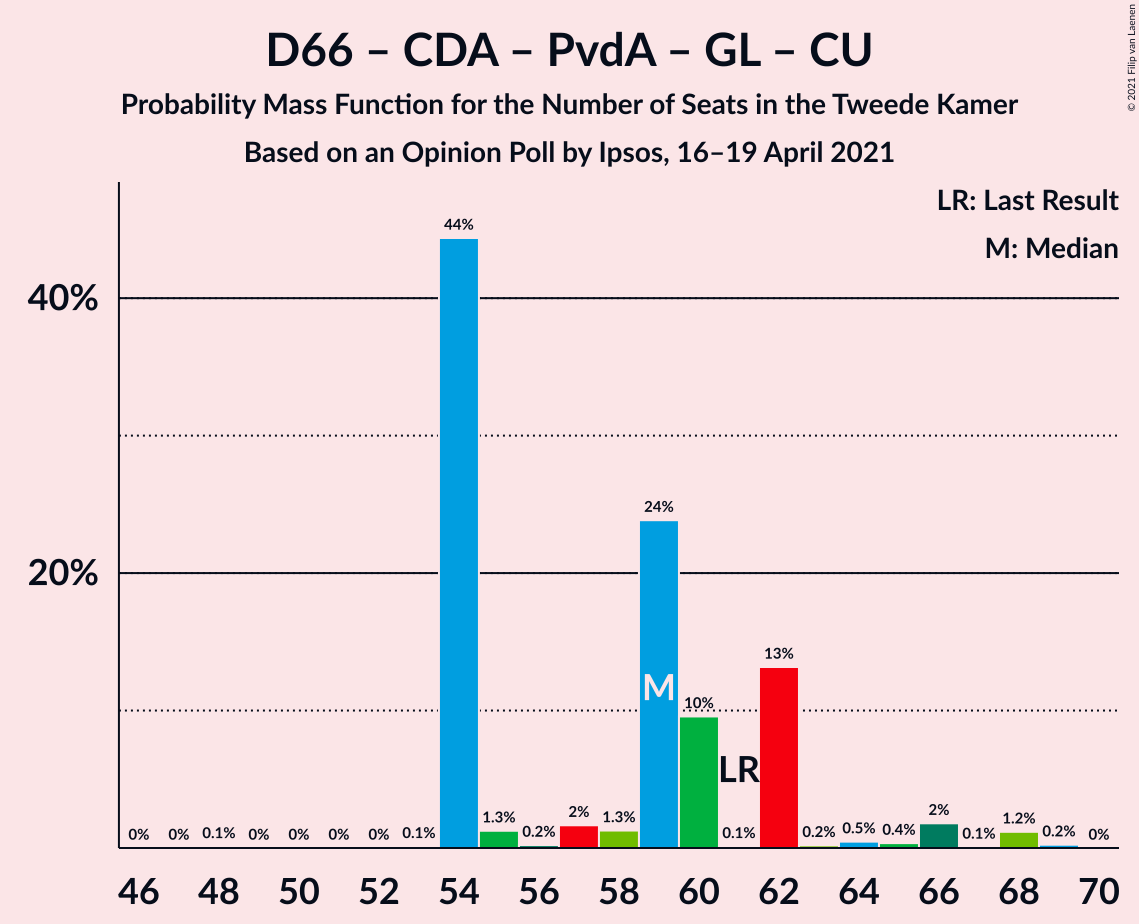 D66 – CDA – PvdA – GL – CU
Probability Mass Function for the Number of Seats in the Tweede Kamer
Based on an Opinion Poll by Ipsos, 16–19 April 2021
© 2021 Filip van Laenen
LR: Last Result
M: Median
44%
40%
24%
20%
13%
M
10%
LR
0% 0% 0.1% 0% 0% 0% 0% 0.1% 1.3% 0.2% 2% 1.3% 0.1% 0.2% 0.5% 0.4% 2% 0.1% 1.2% 0.2% 0%
46 48 50 52 54 56 58 60 62 64 66 68 70